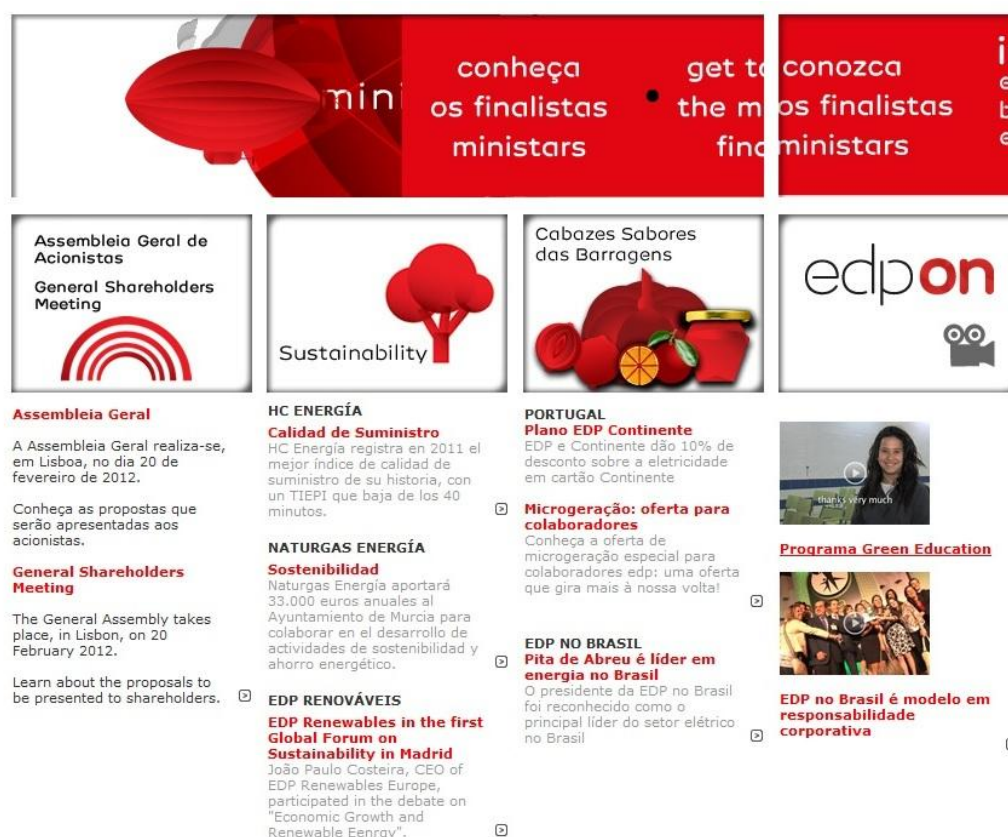 mini
conheça
os finalistas
ministars
get to
the m
find
conozca
os finalistas
ministars
Assembleia Geral de
Acionistas
General Shareholders
Meeting
Sustainability
Cabazes Sabores
das Barragens
edpon
Assembleia Geral
A Assembleia Geral realiza-se,
em Lisboa, no dia 20 de
fevereiro de 2012.
Conheça as propostas que
serão apresentadas aos
acionistas.
General Shareholders
Meeting
The General Assembly takes
place, in Lisbon, on 20
February 2012.
Learn about the proposals to
be presented to shareholders.
HC ENERGÍA
Calidad de Suministro
HC Energía registra en 2011 el
mejor índice de calidad de
suministro de su historia, con
un TIEPI que baja de los 40
minutos.
NATURGAS ENERGÍA
Sostenibilidad
Naturgas Energía aportará
33.000 euros anuales al
Ayuntamiento de Murcia para
colaborar en el desarrollo de
actividades de sostenibilidad y
ahorro energético.
EDP RENOVÁVEIS
EDP Renewables in the first
Global Forum on
Sustainability in Madrid
João Paulo Costeira, CEO of
EDP Renewables Europe,
participated in the debate on
"Economic Growth and
Renewable Eenrgy".
PORTUGAL
Plano EDP Continente
EDP e Continente dão 10% de
desconto sobre a eletricidade
em cartão Continente
Microgeração: oferta para
colaboradores
Conheça a oferta de
microgeração especial para
colaboradores edp: uma oferta
que gira mais à nossa volta!
EDP NO BRASIL
Pita de Abreu é líder em
energia no Brasil
O presidente da EDP no Brasil
foi reconhecido como o
principal líder do setor elétrico
no Brasil
thanks very much
Programa Green Education
EDP no Brasil é modelo em
responsabilidade
corporativa